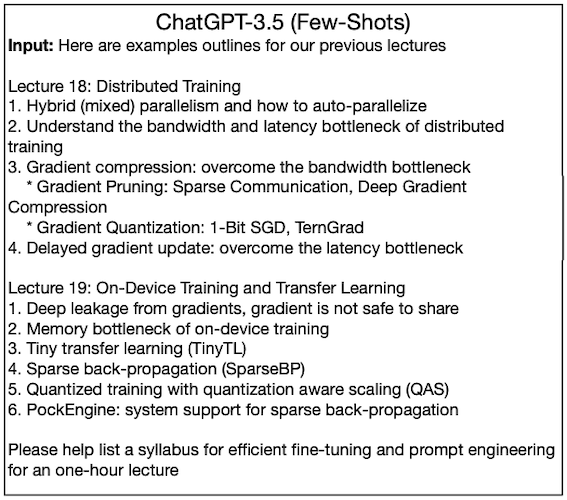 ChatGPT-3.5 (Few-Shots)
Input: Here are examples outlines for our previous lectures
Lecture 18: Distributed Training
1. Hybrid (mixed) parallelism and how to auto-parallelize
2. Understand the bandwidth and latency bottleneck of distributed
training
3. Gradient compression: overcome the bandwidth bottleneck
* Gradient Pruning: Sparse Communication, Deep Gradient
Compression
* Gradient Quantization: 1-Bit SGD, TernGrad
4. Delayed gradient update: overcome the latency bottleneck
Lecture 19: On-Device Training and Transfer Learning
1. Deep leakage from gradients, gradient is not safe to share
2. Memory bottleneck of on-device training
3. Tiny transfer learning (TinyTL)
4. Sparse back-propagation (SparseBP)
5. Quantized training with quantization aware scaling (QAS)
6. PockEngine: system support for sparse back-propagation
Please help list a syllabus for efficient fine-tuning and prompt engineering
for an one-hour lecture